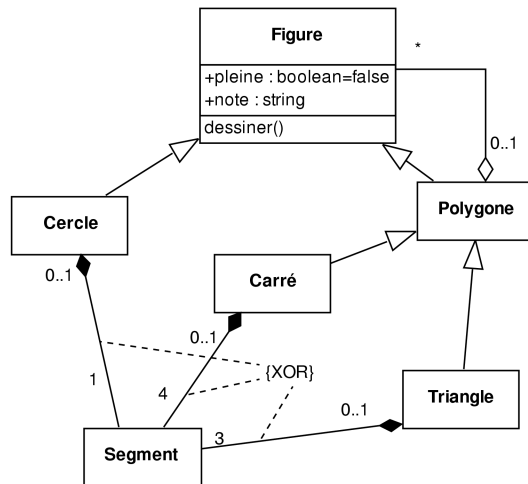 Figure
*
+pleine : boolean=false
+note : string
dessiner()
0..1
Polygone
Cercle
0..1
Carré
0..1
{XOR}
1
4
Triangle
0..1
3
Segment